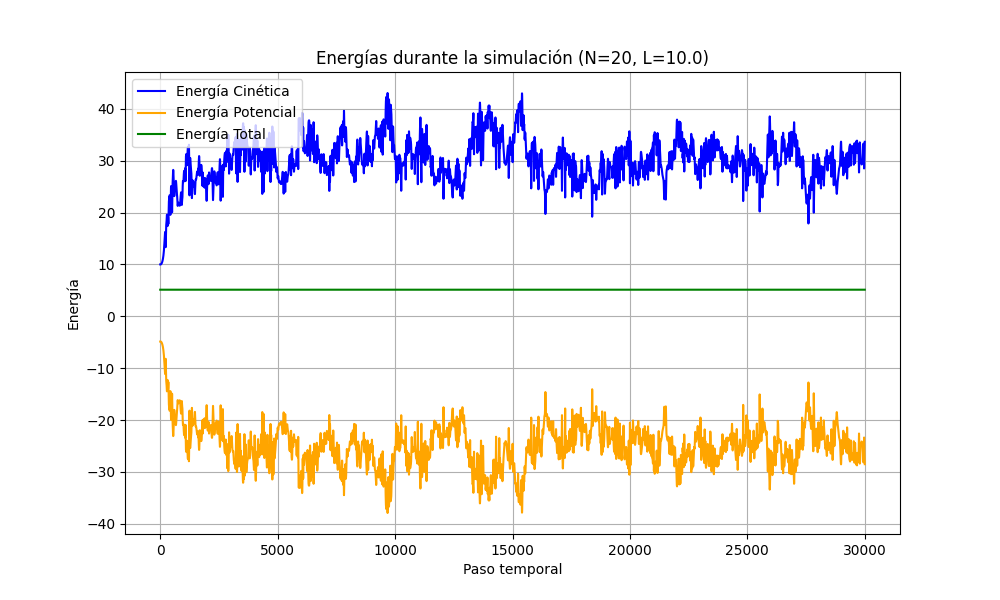 Energías durante la simulación (N=20, L=10.0)
Energía Cinética
Energía Potencial
Energía Total
40
30
20
10
0
−10
−20
−30
−40
Energía
0 5000 10000 15000 20000 25000 30000
Paso temporal